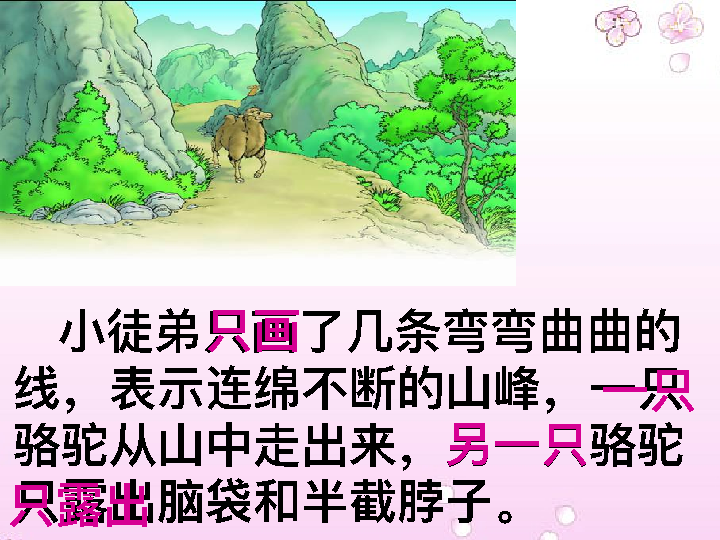 小徒弟只画了几条弯弯曲曲的
线，表示连绵不断的山峰，一只
骆驼从山中走出来，另一只骆驼
只露出脑袋和半截脖子。